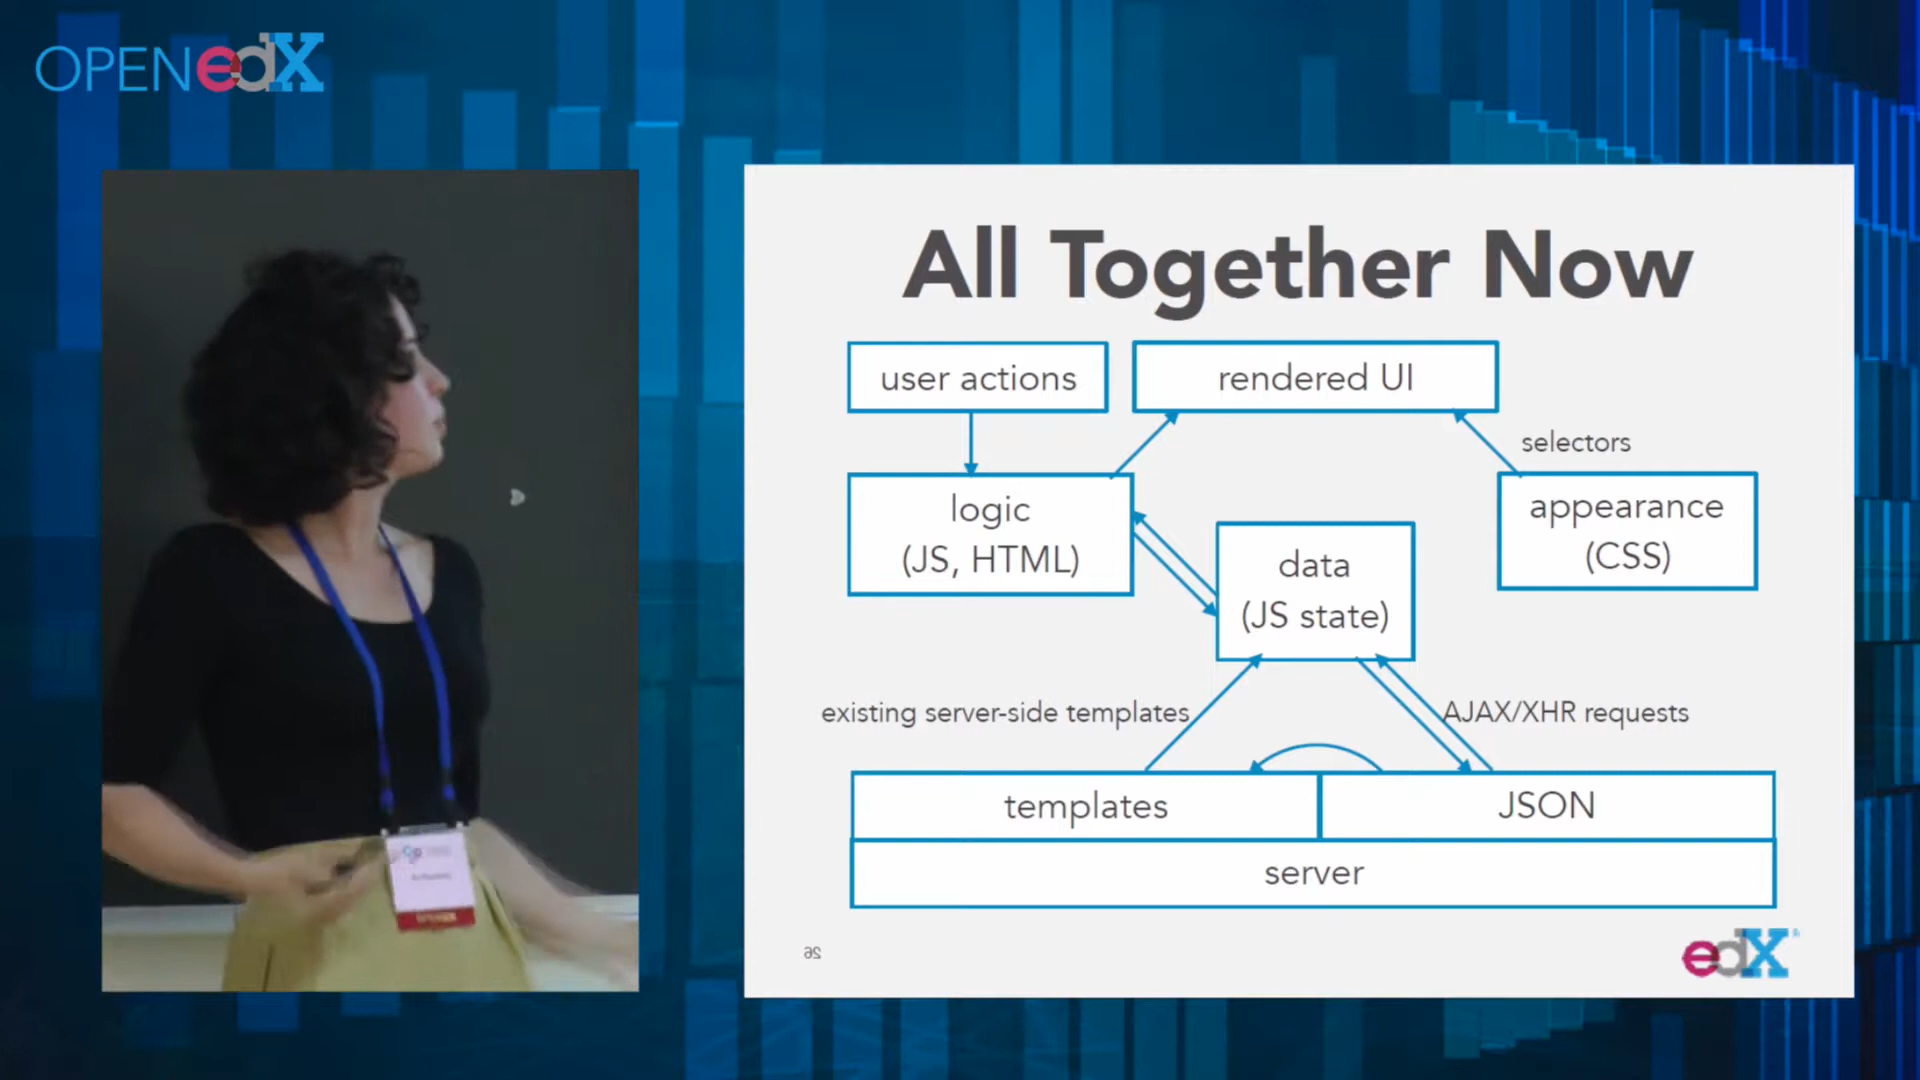 OPENedX
All Together Now
user actions
rendered UI
selectors
logic
(JS, HTML)
appearance
(CSS)
data
(JS state)
existing server-side templates
AJAX/XHR requests
templates
JSON
server
26
edX